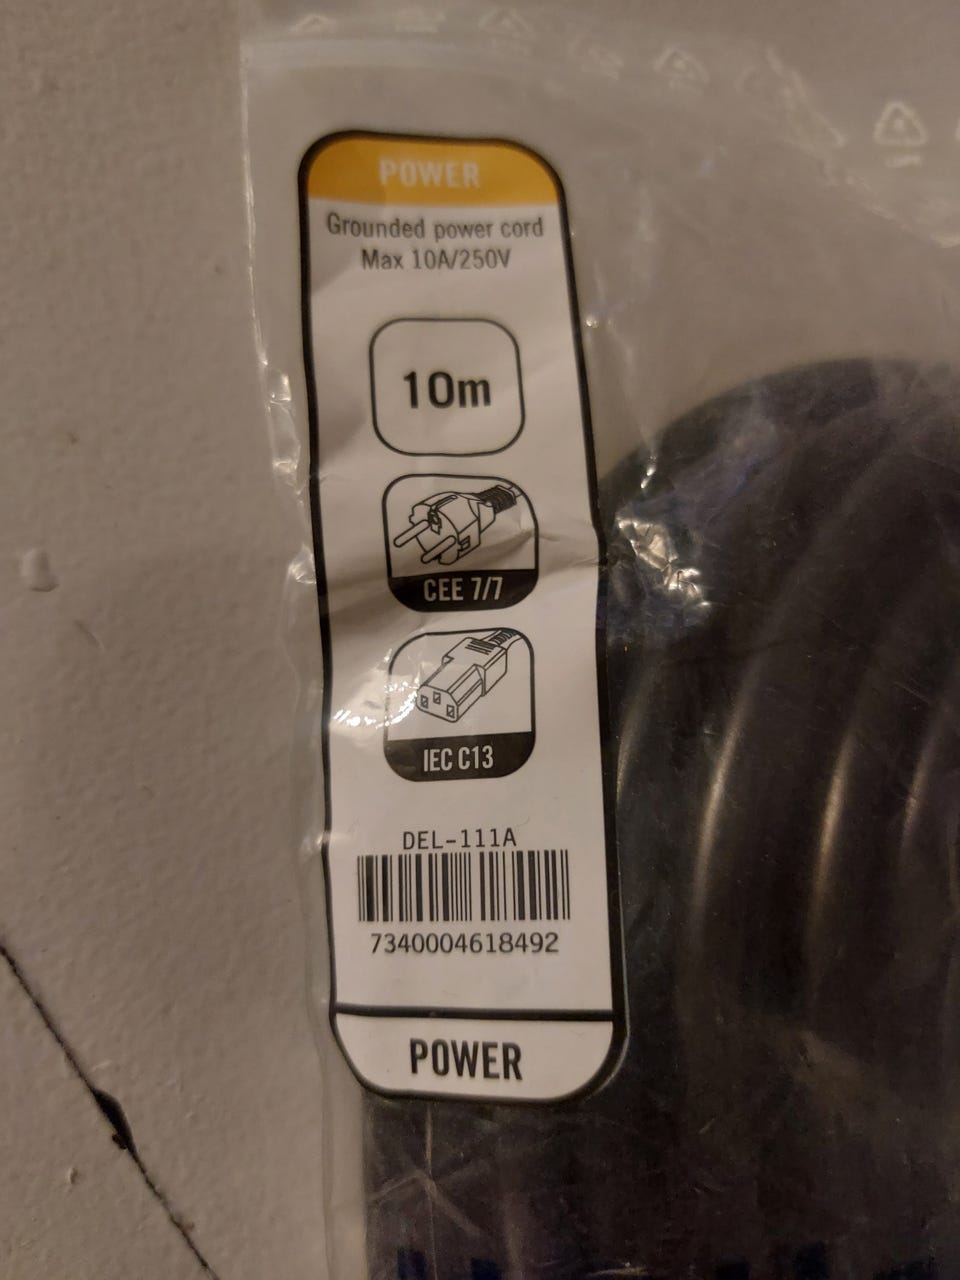 POWER
Grounded power cord
Max 10A/250V
10m
CEE 7/7
IEC C13
DEL-111A
7340004618492
POWER